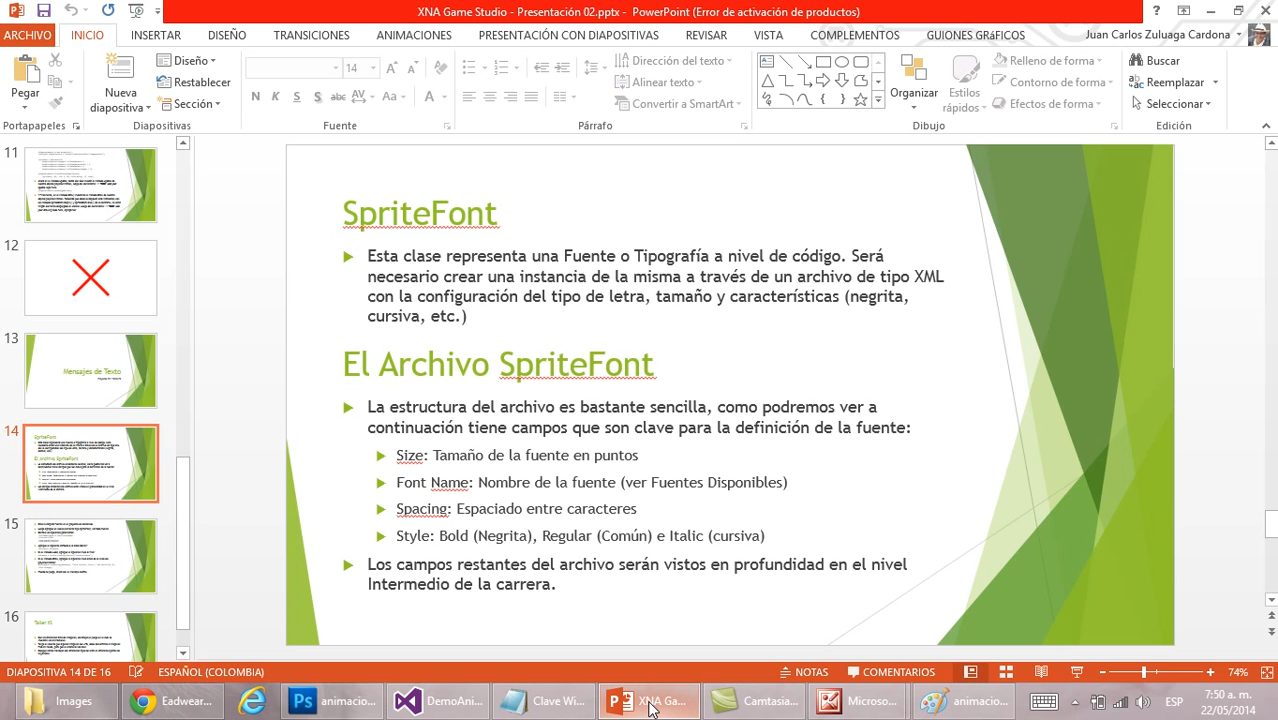 XNA Game Studio - Presentación 02.pptx - PowerPoint (Error de activación de productos)
ARCHIVO INICIO INSERTAR DISEÑO TRANSICIONES ANIMACIONES PRESENTACIÓN CON DIAPOSITIVAS REVISAR VISTA COMPLEMENTOS GUIONES GRÁFICOS Juan Carlos Zuluaga Cardona
Pegar
Nueva diapositiva
Diseño
Restablecer
Sección
14
N K S S abc AV Aa A
Dirección del texto
Alinear texto
Convertir a SmartArt
Organizar
Estilos rápidos
Relleno de forma
Contorno de forma
Efectos de forma
Buscar
Reemplazar
Seleccionar
Portapapeles Diapositivas Fuente Párrafo Dibujo Edición
11
12
13
Mensajes de Texto
14
15
16
SpriteFont
Esta clase representa una Fuente o Tipografía a nivel de código. Será
necesario crear una instancia de la misma a través de un archivo de tipo XML
con la configuración del tipo de letra, tamaño y características (negrita,
cursiva, etc.)
El Archivo SpriteFont
La estructura del archivo es bastante sencilla, como podremos ver a
continuación tiene campos que son clave para la definición de la fuente:
Size: Tamaño de la fuente en puntos
Font Name: Nombre de la fuente (ver Fuentes Disponibles)
Spacing: Espaciado entre caracteres
Style: Bold (Negrita), Regular (Común) e Italic (cursiva)
Los campos restantes del archivo serán vistos en profundidad en el nivel
Intermedio de la carrera.
DIAPOSITIVA 14 DE 16 ESPAÑOL (COLOMBIA) NOTAS COMENTARIOS 74%
Images Eadwear... animacio... DemoAni... Clave Wi... XNA Ga... Camtasia... Microso... animacio... ESP 7:50 a. m.
22/05/2014